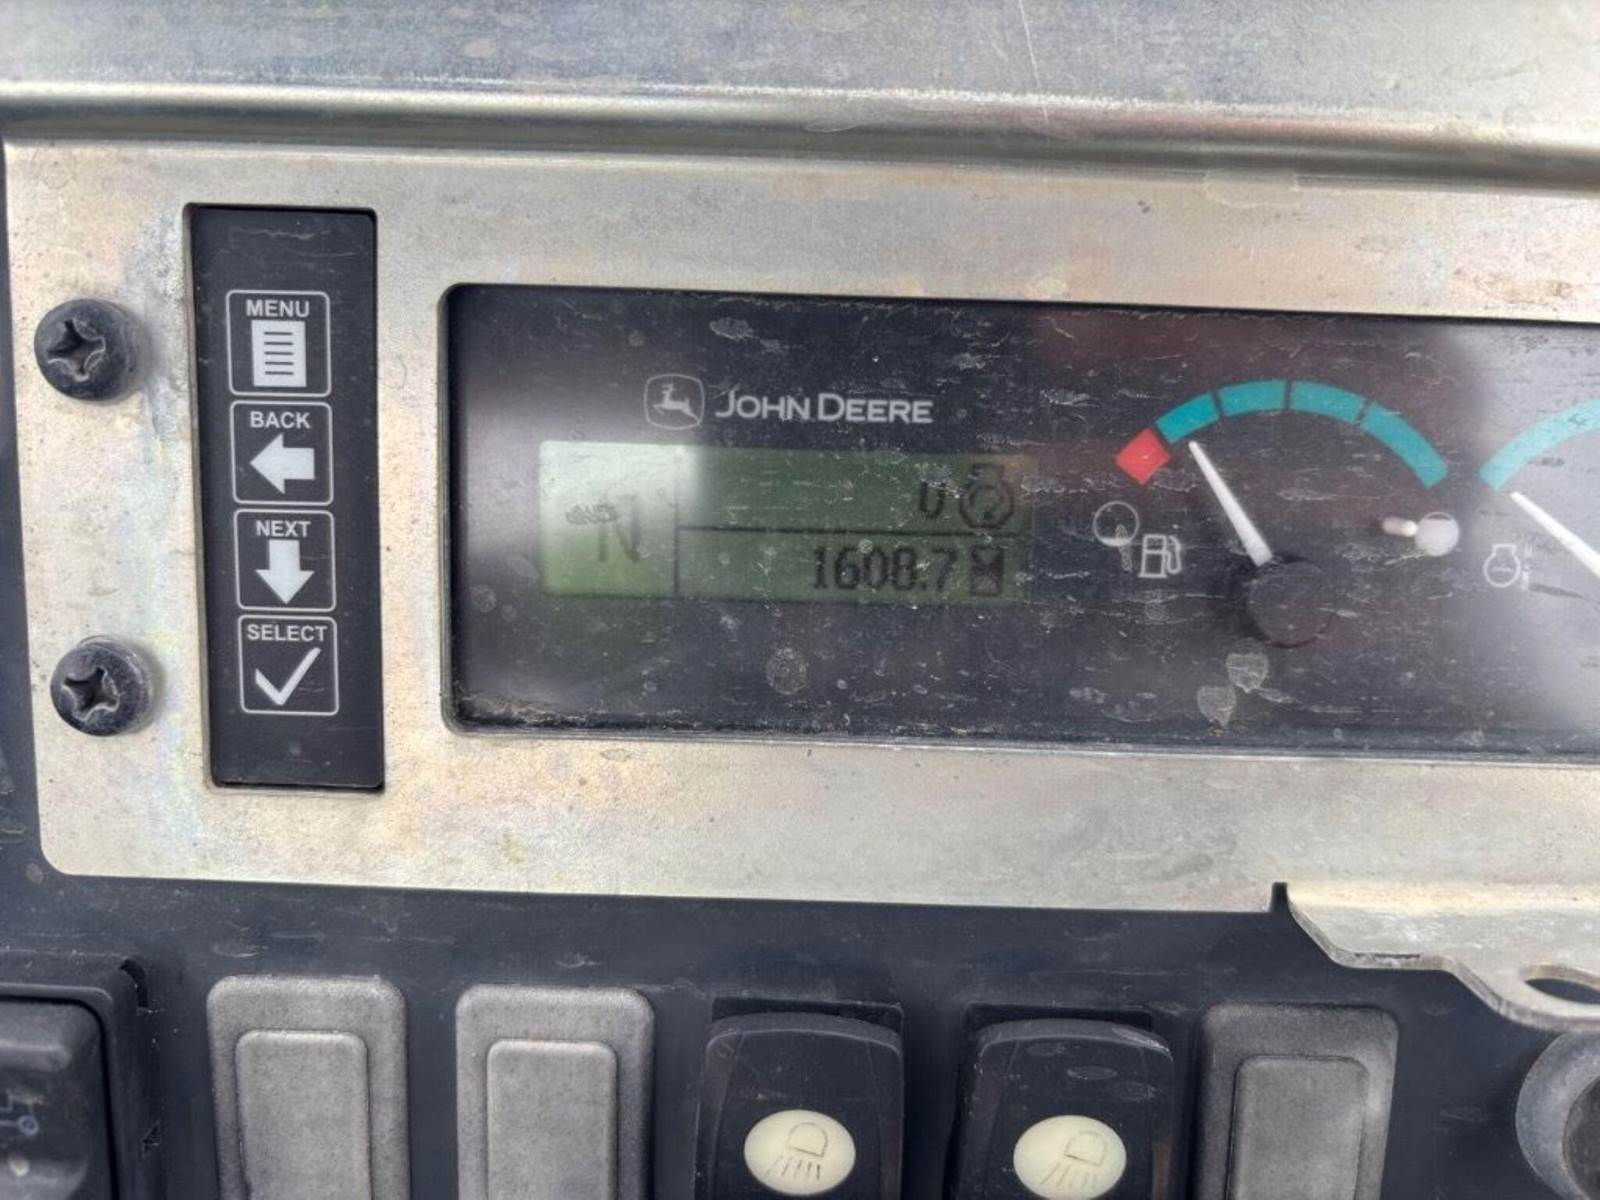 MENU
BACK
NEXT
SELECT
JOHN DEERE
N
0
1608.7